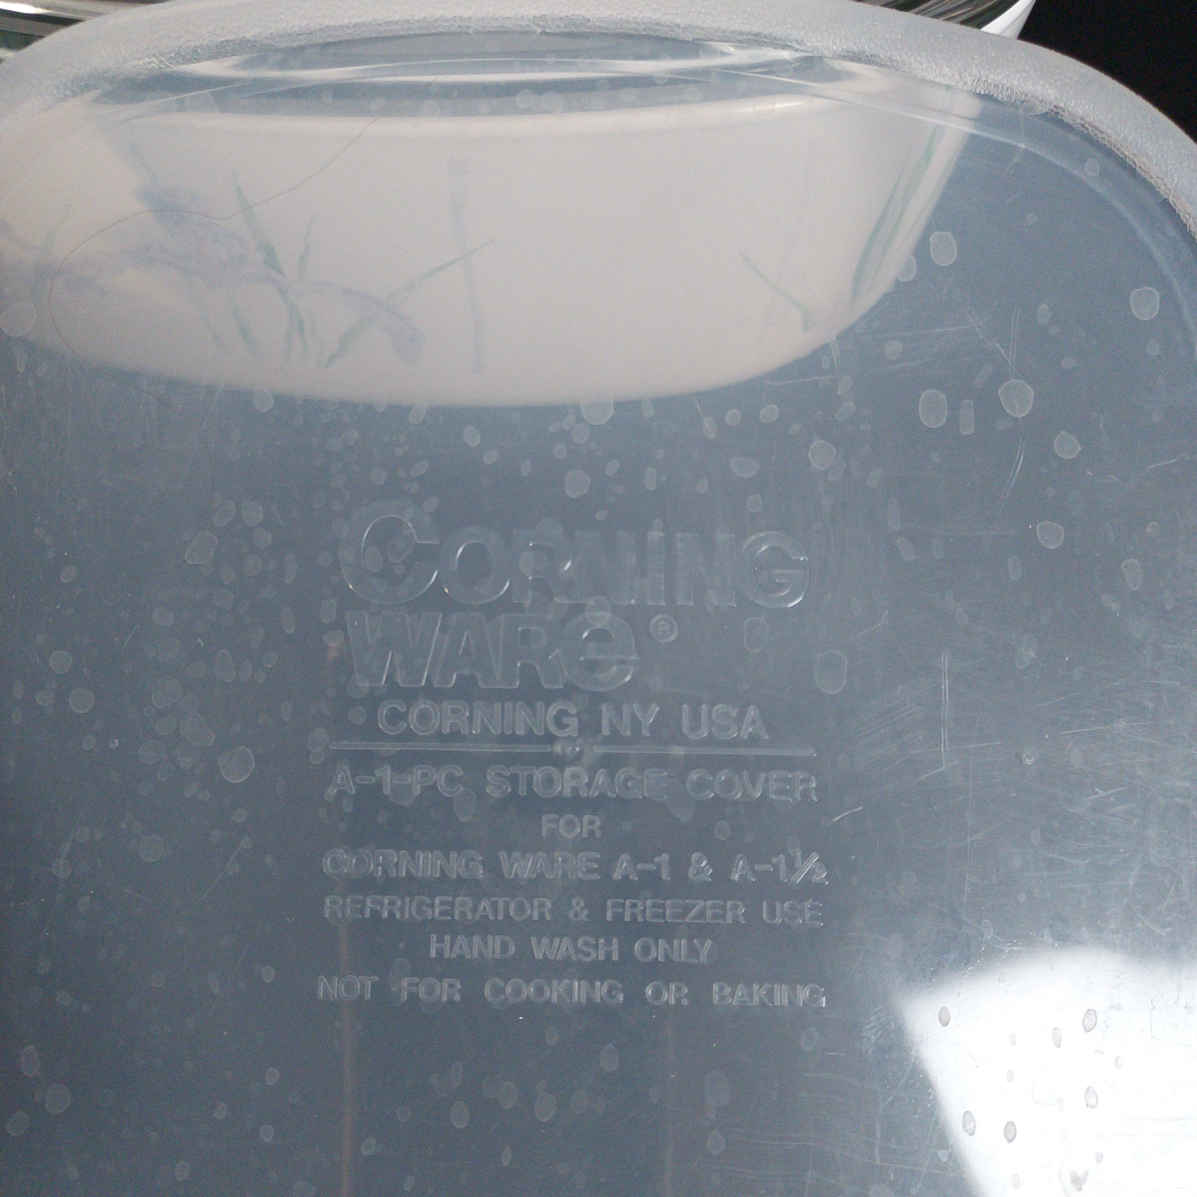 CORNING
WARE®
CORNING NY USA
A-1-PC STORAGE COVER
FOR
CORNING WARE A-1 & A-1½
REFRIGERATOR & FREEZER USE
HAND WASH ONLY
NOT FOR COOKING OR BAKING